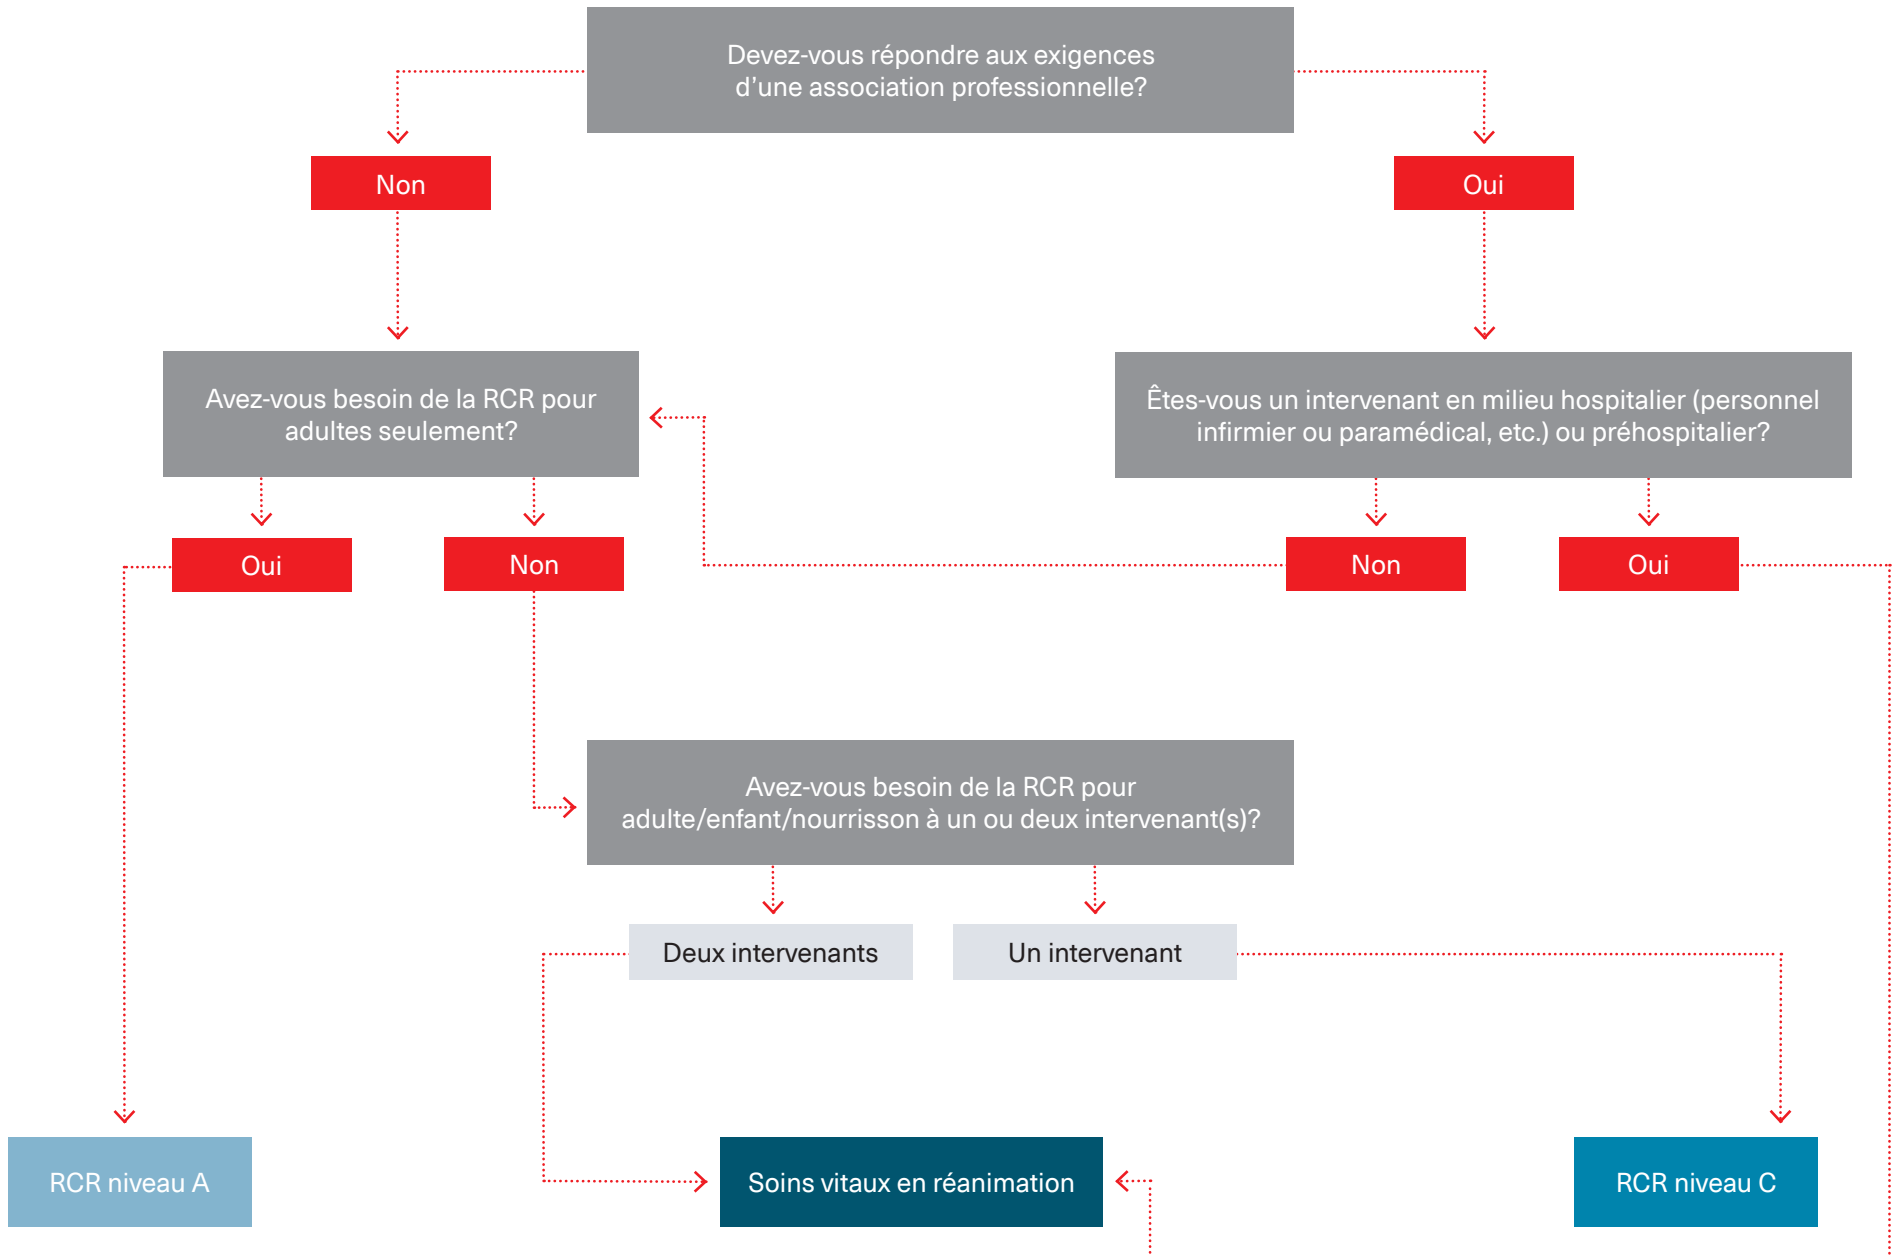 Devez-vous répondre aux exigences
d’une association professionnelle?
Non
Oui
Avez-vous besoin de la RCR pour
adultes seulement?
Êtes-vous un intervenant en milieu hospitalier (personnel
infirmier ou paramédical, etc.) ou préhospitalier?
Oui
Non
Non
Oui
Avez-vous besoin de la RCR pour
adulte/enfant/nourrisson à un ou deux intervenant(s)?
Deux intervenants
Un intervenant
RCR niveau A
Soins vitaux en réanimation
RCR niveau C